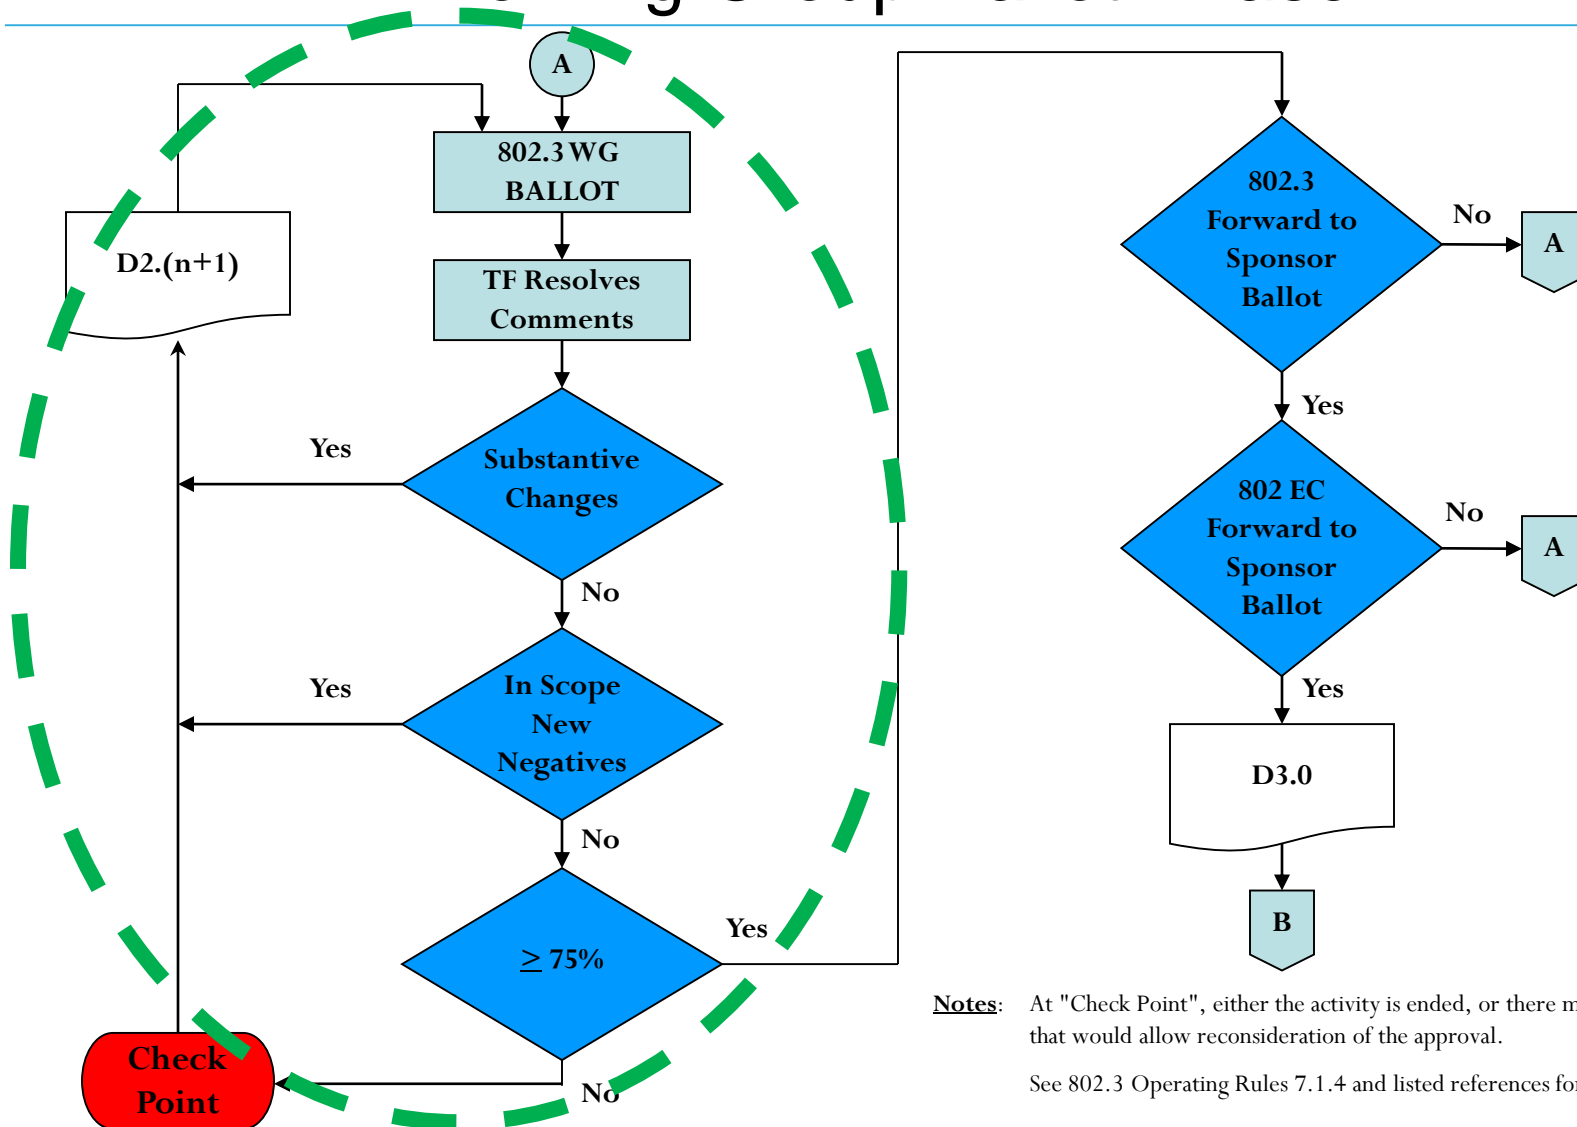 A
802.3 WG
BALLOT
D2.(n+1)
TF Resolves
Comments
Yes
Substantive
Changes
No
Yes
In Scope
New
Negatives
No
Yes
≥ 75%
Check
Point
No
802.3
Forward to
Sponsor
Ballot
No
A
Yes
802 EC
Forward to
Sponsor
Ballot
No
A
Yes
D3.0
B
Notes: At "Check Point", either the activity is ended, or there
that would allow reconsideration of the approval.
See 802.3 Operating Rules 7.1.4 and listed references